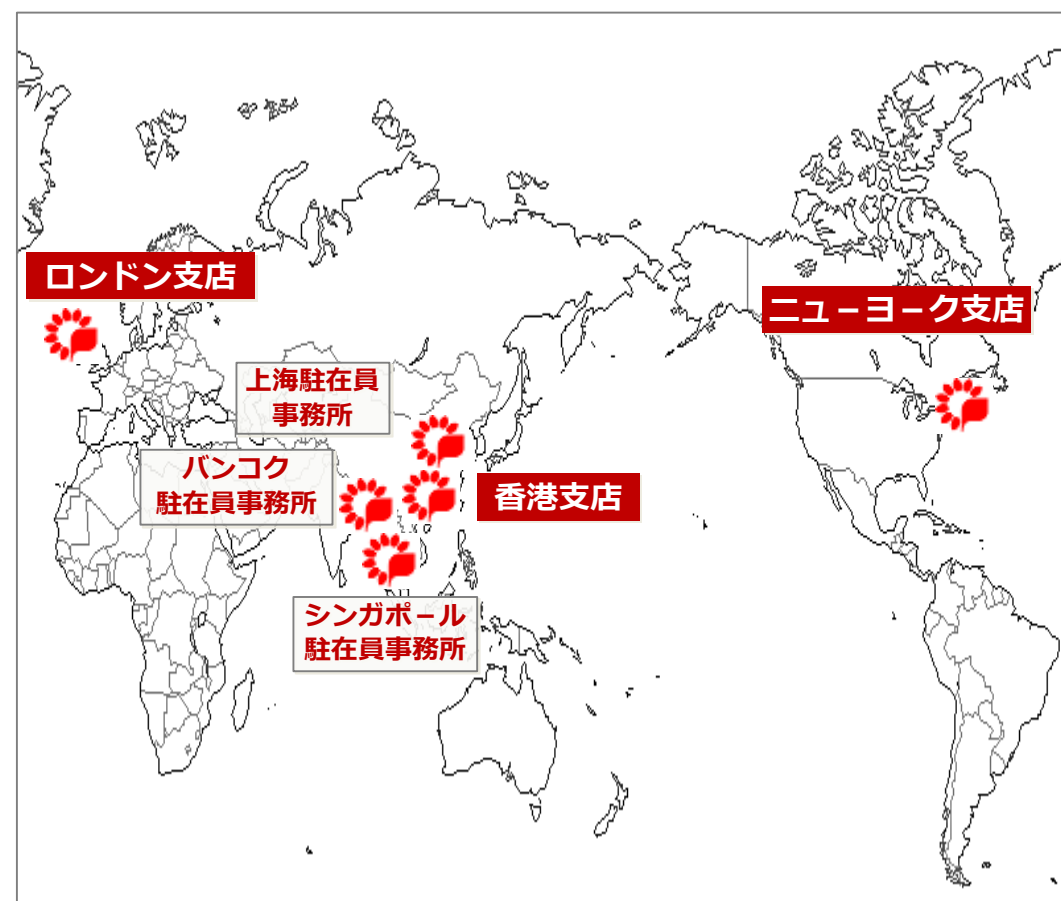 ロンドン支店
ニューヨーク支店
上海駐在員
事務所
バンコク
駐在員事務所
香港支店
シンガポール
駐在員事務所